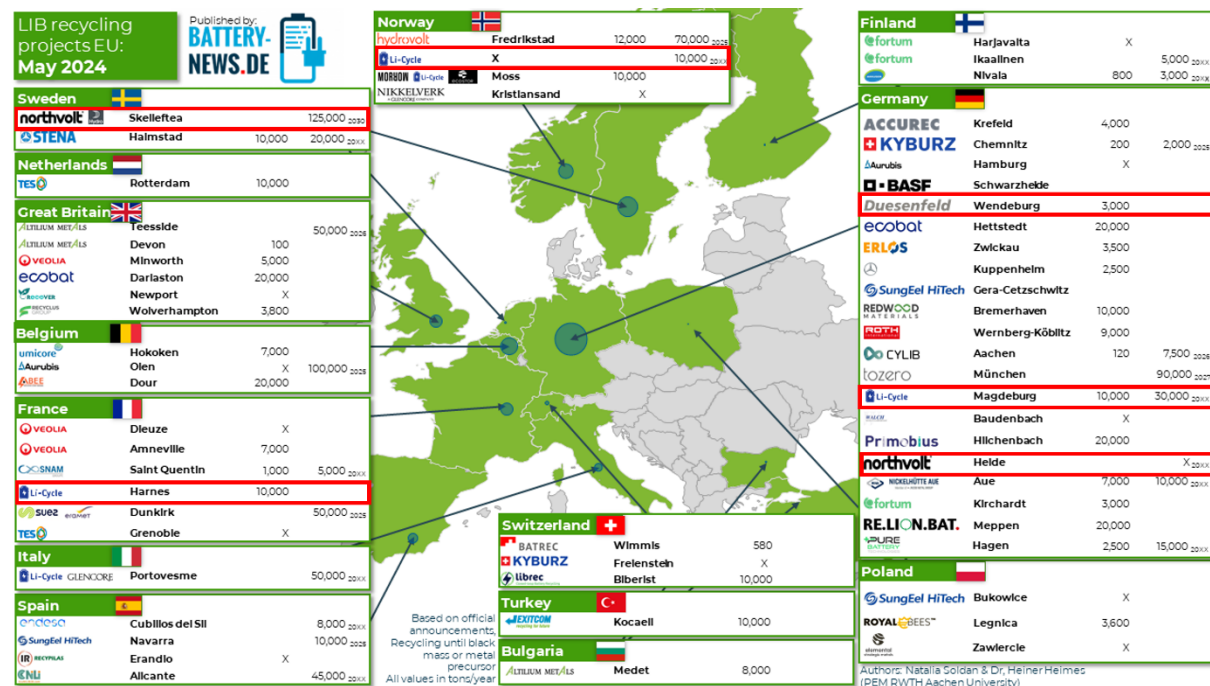 LIB recycling
projects EU:
May 2024
Published by:
BATTERY-
NEWS.DE
Sweden
northvolt hydro Skelleftea 125,000 2030
STENA Halmstad 10,000 20,000 20XX
Netherlands
TES Rotterdam 10,000
Great Britain
ALTILIUM METALS Teesside 50,000 2025
ALTILIUM METALS Devon 100
VEOLIA Minworth 5,000
ecobat Darlaston 20,000
RECOVER Newport X
RECYCLUS GROUP Wolverhampton 3,800
Belgium
umicore Hokoken 7,000
Aurubis Olen X 100,000 2025
ABEE Dour 20,000
France
VEOLIA Dieuze X
VEOLIA Amneville 7,000
SNAM Saint Quentin 1,000 5,000 20XX
Li-Cycle Harnes 10,000
suez eramet Dunkirk 50,000 2025
TES Grenoble X
Italy
Li-Cycle GLENCORE Portovesme 50,000 20XX
Spain
endesa Cubillos del Sil 8,000 20XX
SungEel HiTech Navarra 10,000 2025
IR RECYPILAS Erandio X
Alicante 45,000 20XX
Norway
hydrovolt Fredrikstad 12,000 70,000 2025
Li-Cycle X 10,000 20XX
MORROW Li-Cycle Moss 10,000
NIKKELVERK A GLENCORE COMPANY Kristiansand X
Switzerland
BATREC Wimmis 580
KYBURZ Freienstein X
librec Biberist 10,000
Turkey
EXITCOM Kocaeli 10,000
Bulgaria
ALTILIUM METALS Medet 8,000
Based on official
announcements,
Recycling until black
mass or metal
precursor
All values in tons/year
Finland
fortum Harjavalta X
fortum Ikaalinen 5,000 20XX
Nivala 800 3,000 20XX
Germany
ACCUREC Krefeld 4,000
KYBURZ Chemnitz 200 2,000 2025
Aurubis Hamburg X
BASF Schwarzheide
Duesenfeld Wendeburg 3,000
ecobat Hettstedt 20,000
ERLOS Zwickau 3,500
Kuppenheim 2,500
SungEel HiTech Gera-Cetzschwitz
REDWOOD MATERIALS Bremerhaven 10,000
ROTH Wernberg-Köblitz 9,000
CYLIB Aachen 120 7,500 2026
tozero München 90,000 2027
Li-Cycle Magdeburg 10,000 30,000 20XX
Baudenbach X
Primobius Hilchenbach 20,000
northvolt Heide X 20XX
NICKELHÜTTE AUE Aue 7,000 10,000 20XX
fortum Kirchardt 3,000
RE.LION.BAT. Meppen 20,000
PURE BATTERY Hagen 2,500 15,000 20XX
Poland
SungEel HiTech Bukowice X
ROYAL BEES Legnica 3,600
elemental strategic metals Zawiercie X
Authors: Natalia Soldan & Dr, Heiner Heimes
(PEM RWTH Aachen University)